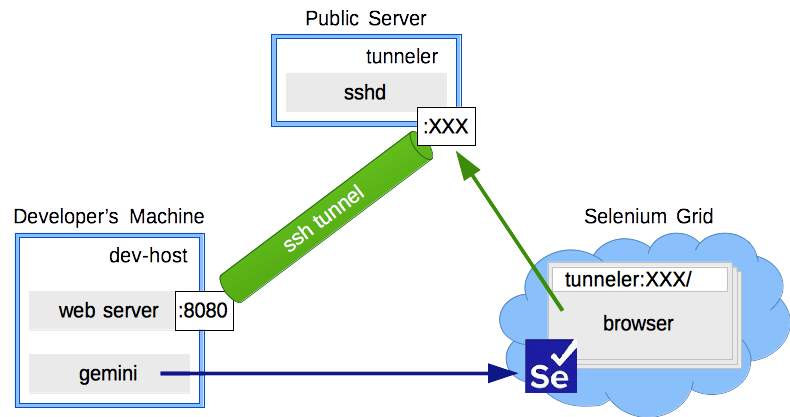 Public Server
tunneler
sshd
:XXX
ssh tunnel
Developer's Machine
dev-host
web server
:8080
gemini
Selenium Grid
tunneler:XXX/
browser
Se